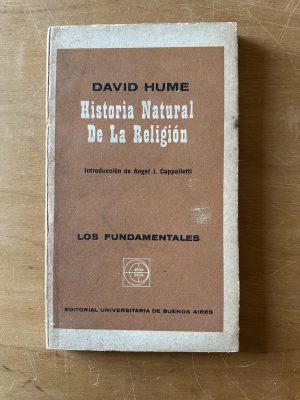 DAVID HUME
Historia Natural
De La Religión
Introducción de Angel J. Cappelletti
LOS FUNDAMENTALES
EDITORIAL UNIVERSITARIA DE BUENOS AIRES